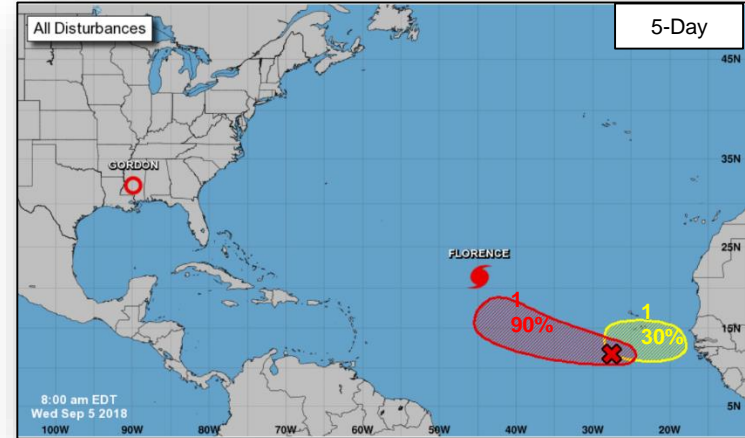 All Disturbances
5-Day
45N
GORDON
35N
FLORENCE
25N
1
90%
1
30%
15N
8:00 am EDT
Wed Sep 5 2018
5N
100W 90W 80W 70W 60W 50W 40W 30W 20W